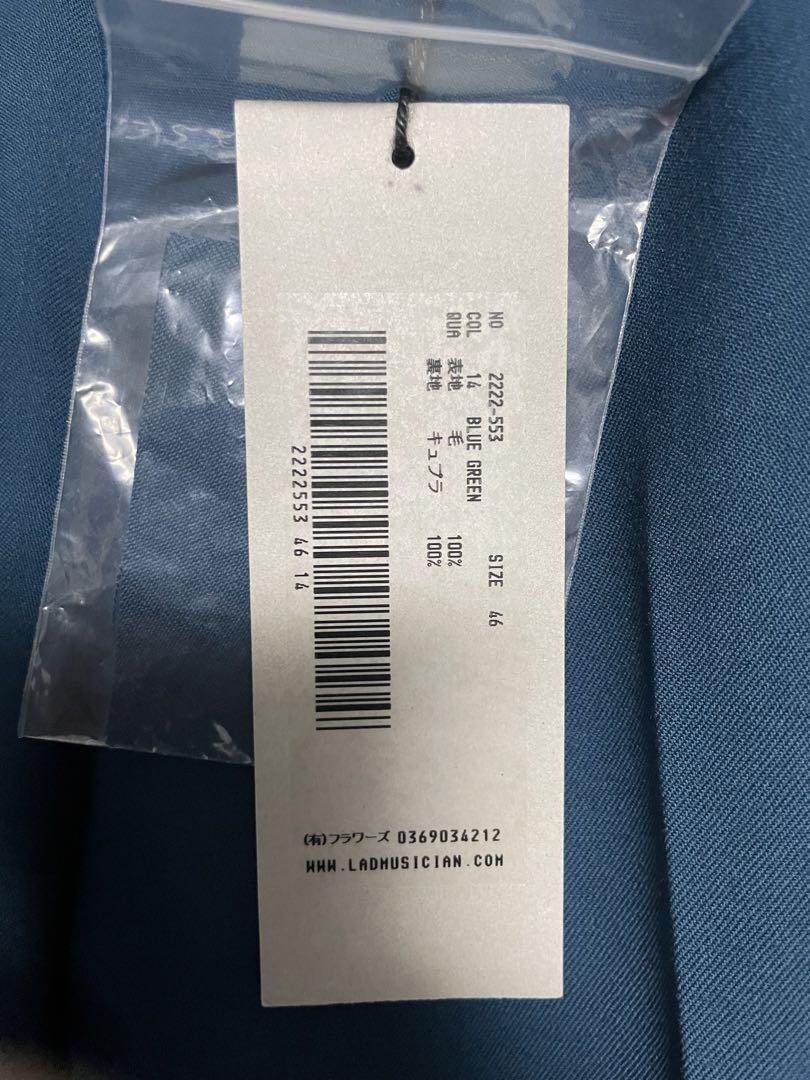 NO 2222-553 SIZE 46
COL 14 BLUE GREEN
QUA 表地 毛 100%
裏地 キュプラ 100%
2222553 46 14
(有)フラワーズ 0369034212
WWW.LADMUSICIAN.COM